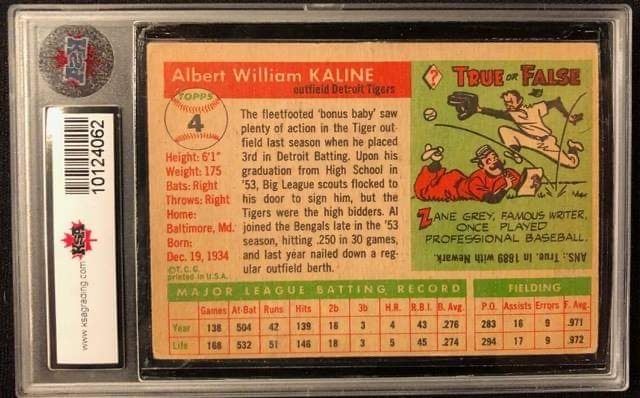 KSA
10124062
KSA
www.ksagrading.com
Albert William KALINE
outfield Detroit Tigers
TOPPS
4
Height: 6'1"
Weight: 175
Bats: Right
Throws: Right
Home:
Baltimore, Md.
Born:
Dec. 19, 1934
©T.C.G.
printed in U.S.A.
The fleetfooted 'bonus baby' saw
plenty of action in the Tiger out-
field last season when he placed
3rd in Detroit Batting. Upon his
graduation from High School in
'53, Big League scouts flocked to
his door to sign him, but the
Tigers were the high bidders. Al
joined the Bengals late in the '53
season, hitting .250 in 30 games,
and last year nailed down a reg-
ular outfield berth.
? TRUE OR FALSE
ZANE GREY, FAMOUS WRITER,
ONCE PLAYED
PROFESSIONAL BASEBALL.
ANS.: True. In 1889 with Newark.
MAJOR LEAGUE BATTING RECORD FIELDING
Games At-Bat Runs Hits 2b 3b H.R. R.B.I. B. Avg. P.O. Assists Errors F. Avg.
Year 138 504 42 139 18 3 4 43 .276 283 16 9 .971
Life 168 532 51 146 18 3 5 45 .274 294 17 9 .972